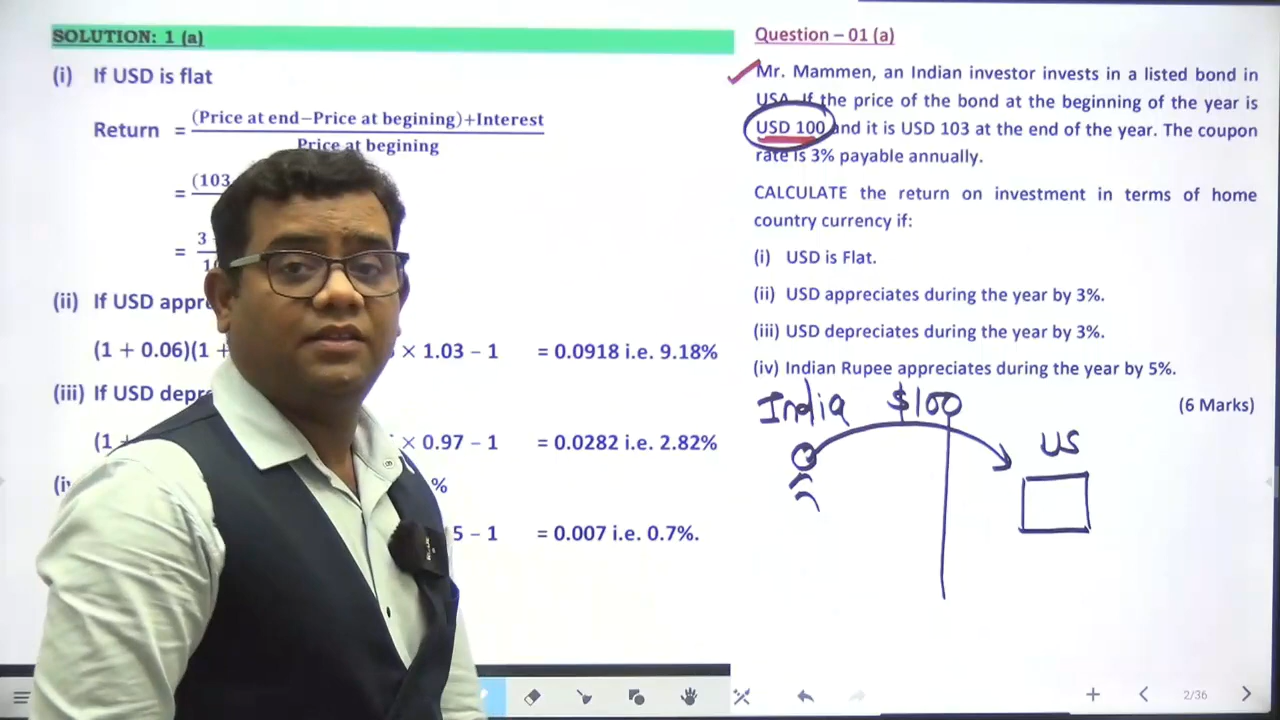 SOLUTION: 1 (a)
(i) If USD is flat
Return = (Price at end−Price at begining)+Interest
Price at begining
= (103
= 3
(ii) If USD appre
(1 + 0.06)(1 + × 1.03 − 1 = 0.0918 i.e. 9.18%
(iii) If USD depre
(1 + × 0.97 − 1 = 0.0282 i.e. 2.82%
(iv %
5 − 1 = 0.007 i.e. 0.7%.
Question – 01 (a)
Mr. Mammen, an Indian investor invests in a listed bond in
USA. If the price of the bond at the beginning of the year is
USD 100 and it is USD 103 at the end of the year. The coupon
rate is 3% payable annually.
CALCULATE the return on investment in terms of home
country currency if:
(i) USD is Flat.
(ii) USD appreciates during the year by 3%.
(iii) USD depreciates during the year by 3%.
(iv) Indian Rupee appreciates during the year by 5%.
(6 Marks)
India $100
US
2/36